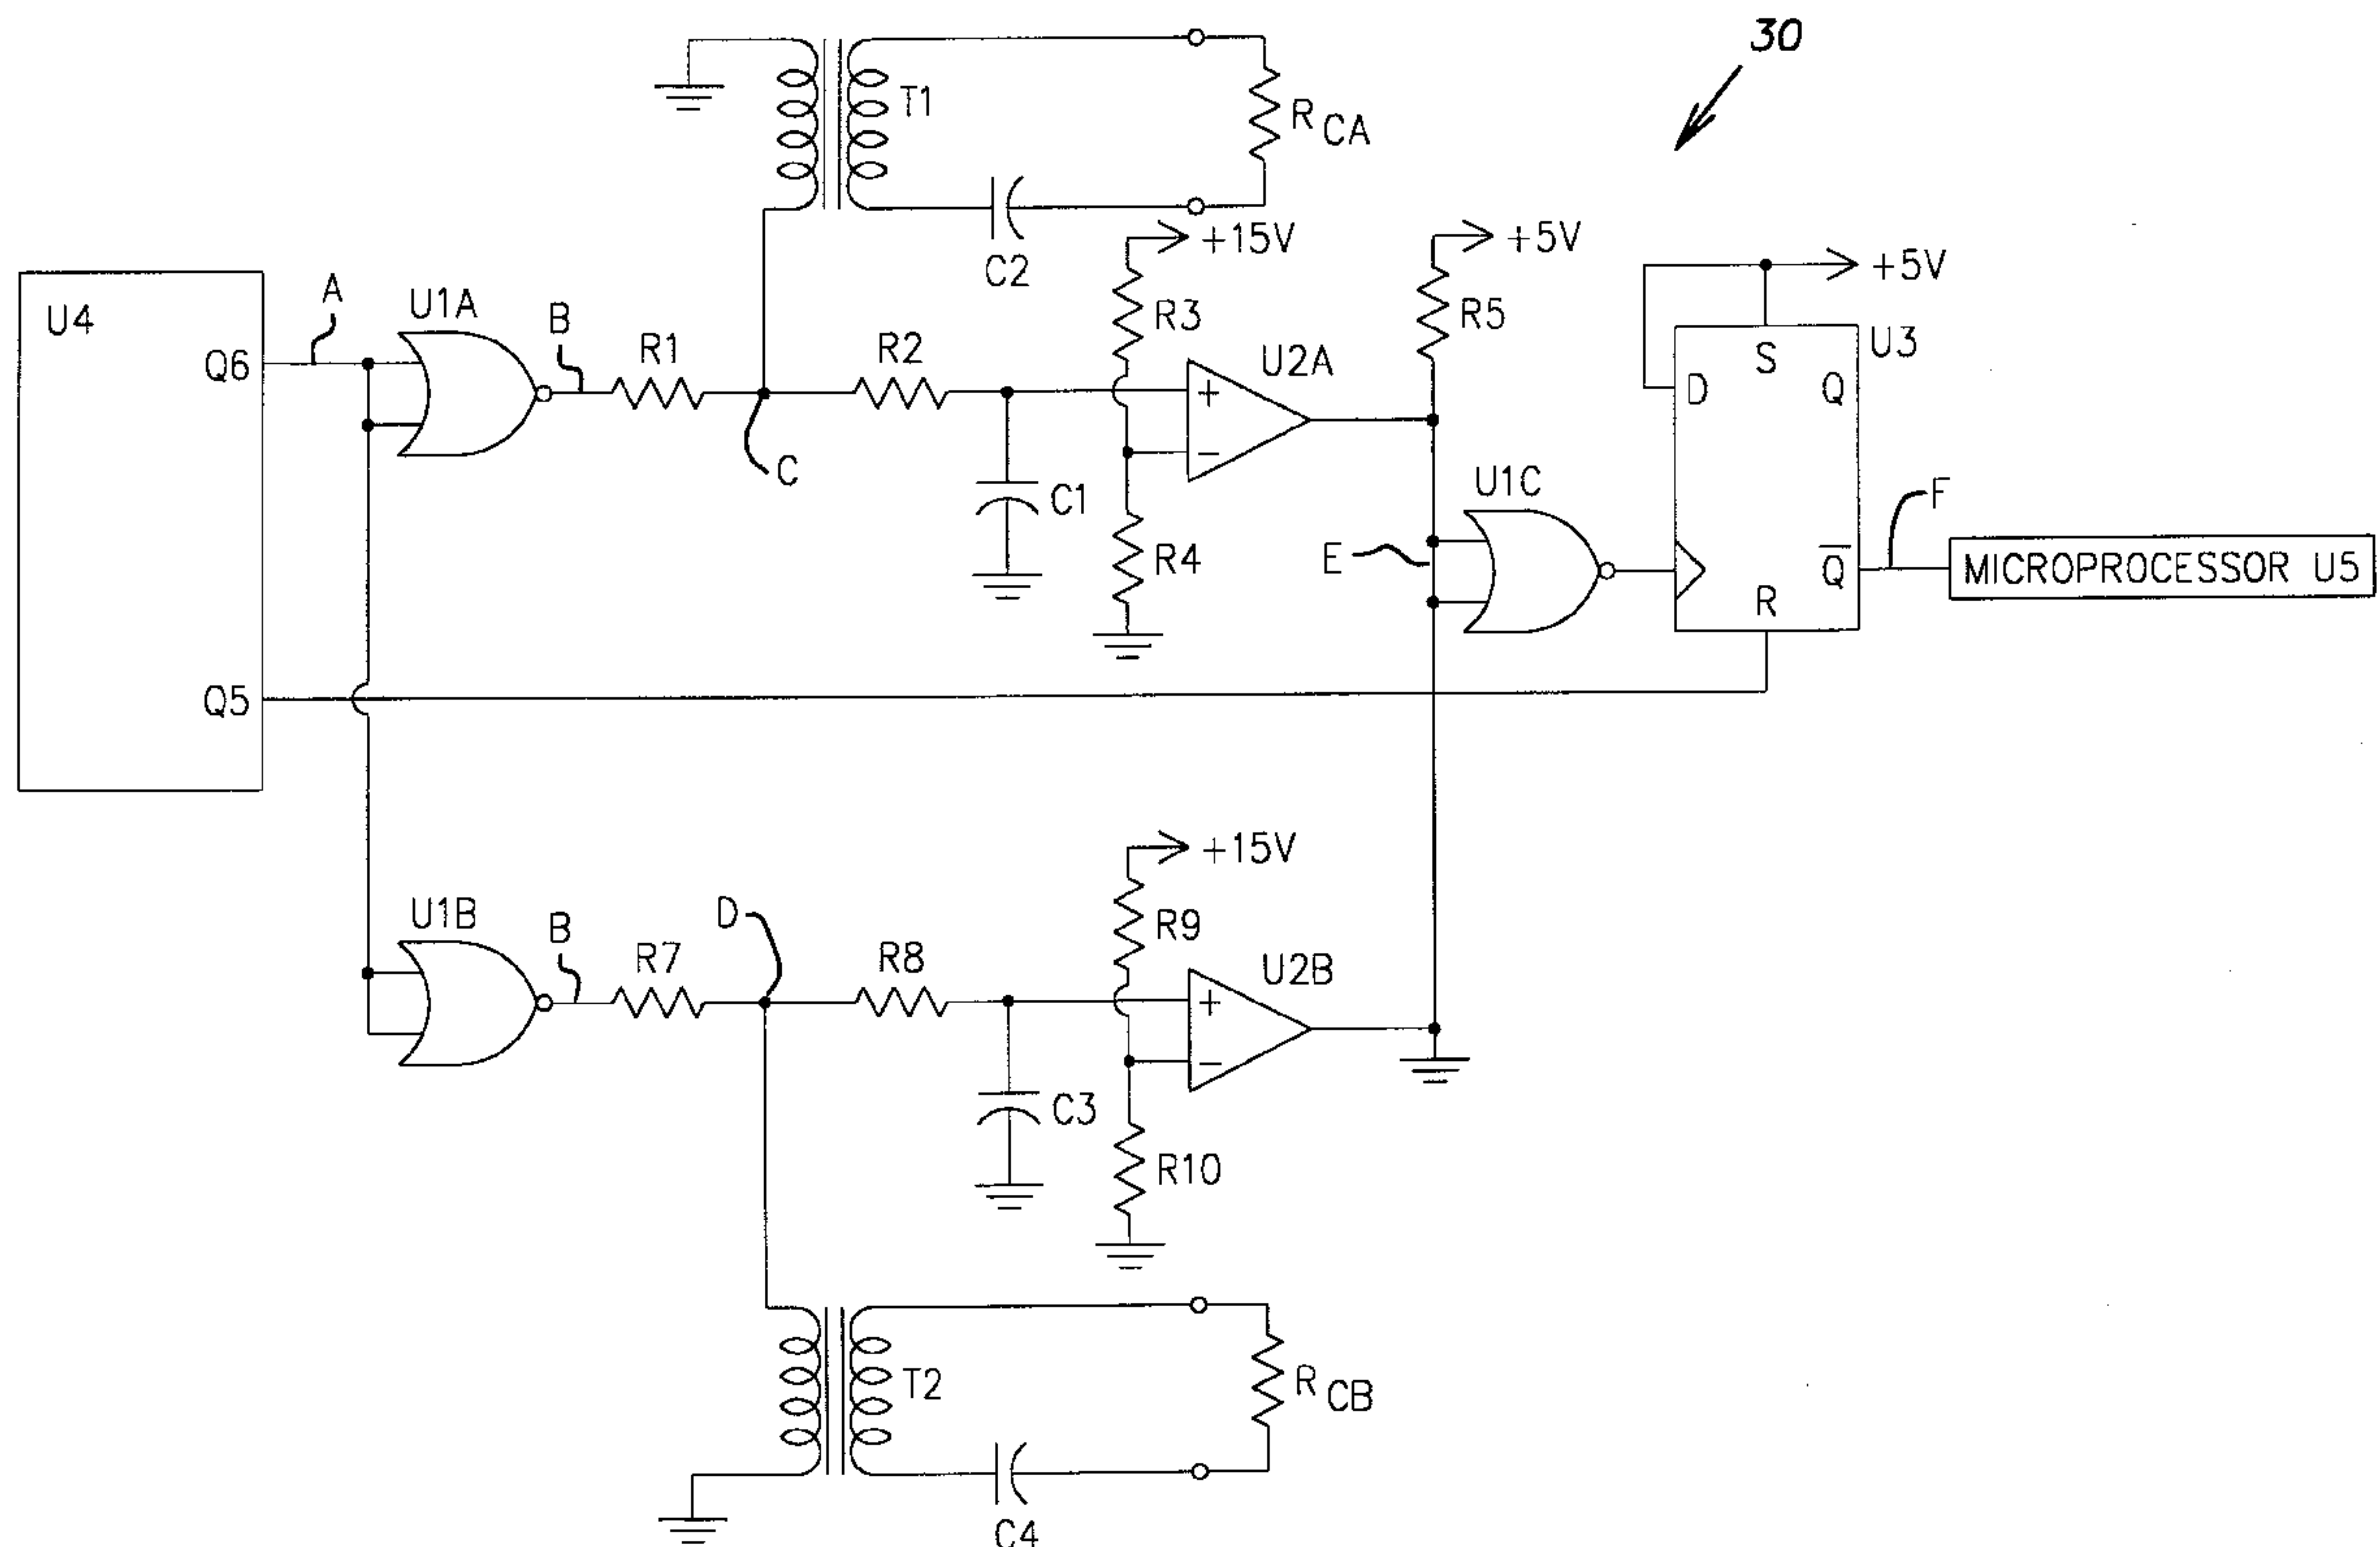 30
T1
R CA
C2
+15V
+5V
+5V
U4
A
U1A
B
R1
R2
R3
U2A
R5
U3
S
D
Q
Q6
+
−
C
C1
R4
U1C
E
F
Q̅
R
MICROPROCESSOR U5
Q5
+15V
U1B
B
R7
D
R8
R9
U2B
+
−
C3
R10
T2
R CB
C4